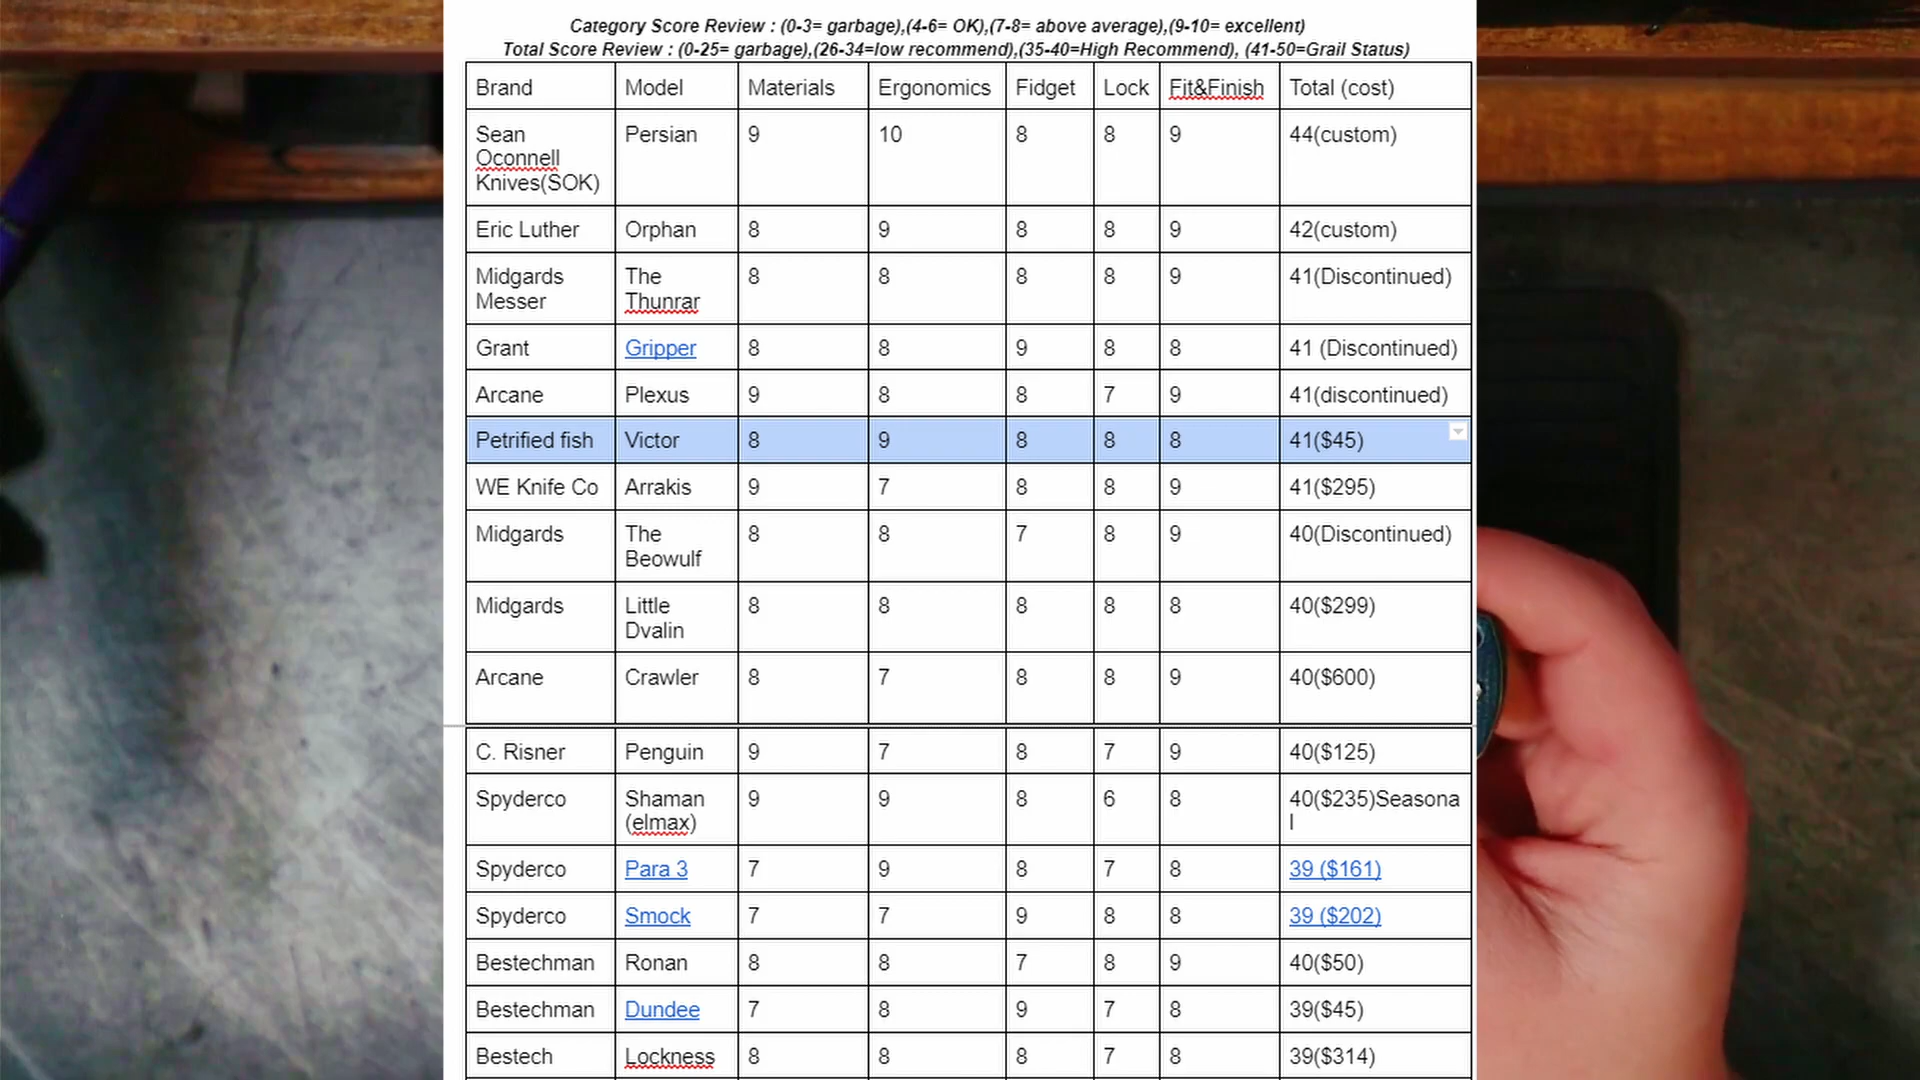 Category Score Review : (0-3= garbage),(4-6= OK),(7-8= above average),(9-10= excellent)
Total Score Review : (0-25= garbage),(26-34=low recommend),(35-40=High Recommend), (41-50=Grail Status)
Brand Model Materials Ergonomics Fidget Lock Fit&Finish Total (cost)
Sean Persian 9 10 8 8 9 44(custom)
Oconnell
Knives(SOK)
Eric Luther Orphan 8 9 8 8 9 42(custom)
Midgards The 8 8 8 8 9 41(Discontinued)
Messer Thunrar
Grant Gripper 8 8 9 8 8 41 (Discontinued)
Arcane Plexus 9 8 8 7 9 41(discontinued)
Petrified fish Victor 8 9 8 8 8 41($45)
WE Knife Co Arrakis 9 7 8 8 9 41($295)
Midgards The 8 8 7 8 9 40(Discontinued)
Beowulf
Midgards Little 8 8 8 8 8 40($299)
Dvalin
Arcane Crawler 8 7 8 8 9 40($600)
C. Risner Penguin 9 7 8 7 9 40($125)
Spyderco Shaman 9 9 8 6 8 40($235)Seasona
(elmax) l
Spyderco Para 3 7 9 8 7 8 39 ($161)
Spyderco Smock 7 7 9 8 8 39 ($202)
Bestechman Ronan 8 8 7 8 9 40($50)
Bestechman Dundee 7 8 9 7 8 39($45)
Bestech Lockness 8 8 8 7 8 39($314)